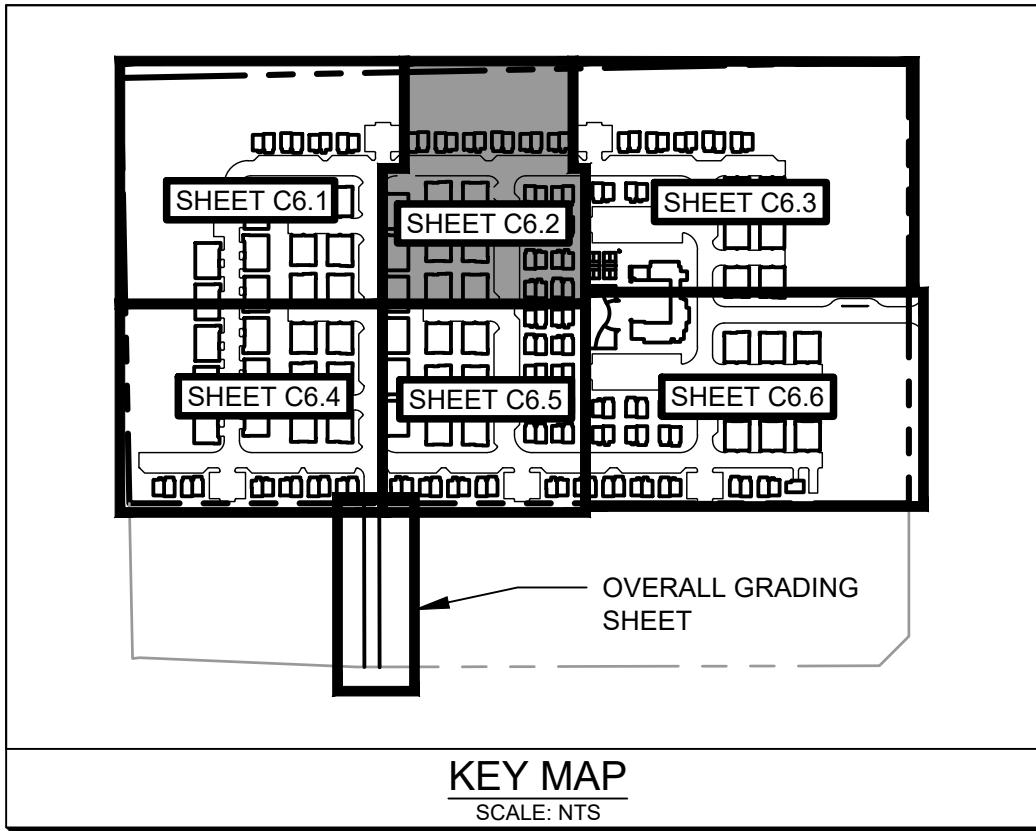 SHEET C6.1
SHEET C6.2
SHEET C6.3
SHEET C6.4
SHEET C6.5
SHEET C6.6
OVERALL GRADING
SHEET
KEY MAP
SCALE: NTS